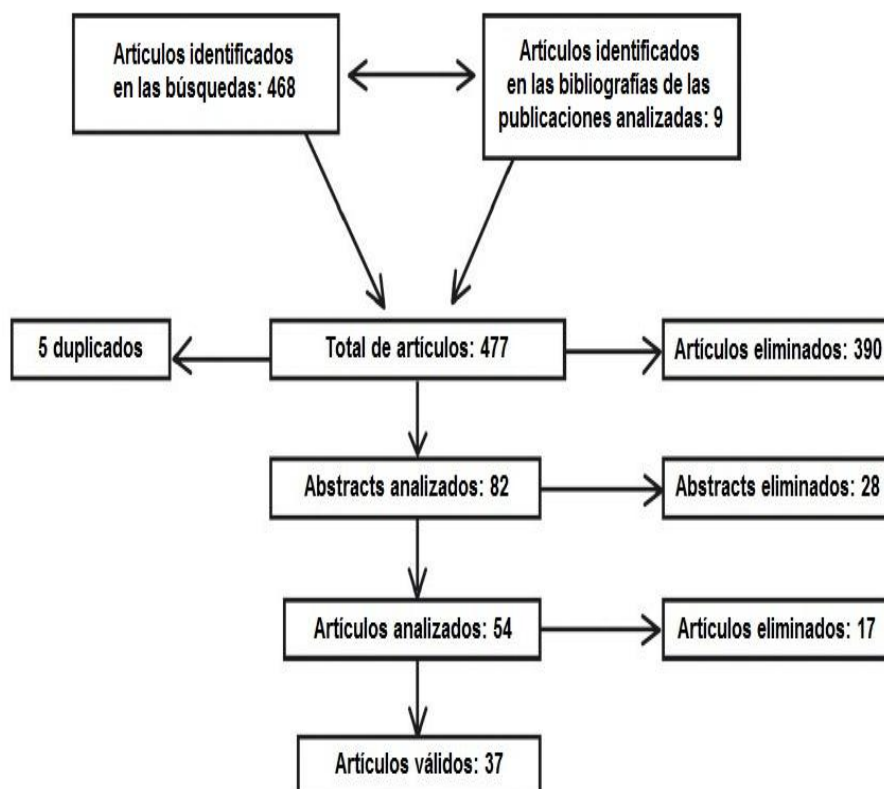 Artículos identificados
en las búsquedas: 468
Artículos identificados
en las bibliografías de las
publicaciones analizadas: 9
5 duplicados
Total de artículos: 477
Artículos eliminados: 390
Abstracts analizados: 82
Abstracts eliminados: 28
Artículos analizados: 54
Artículos eliminados: 17
Artículos válidos: 37